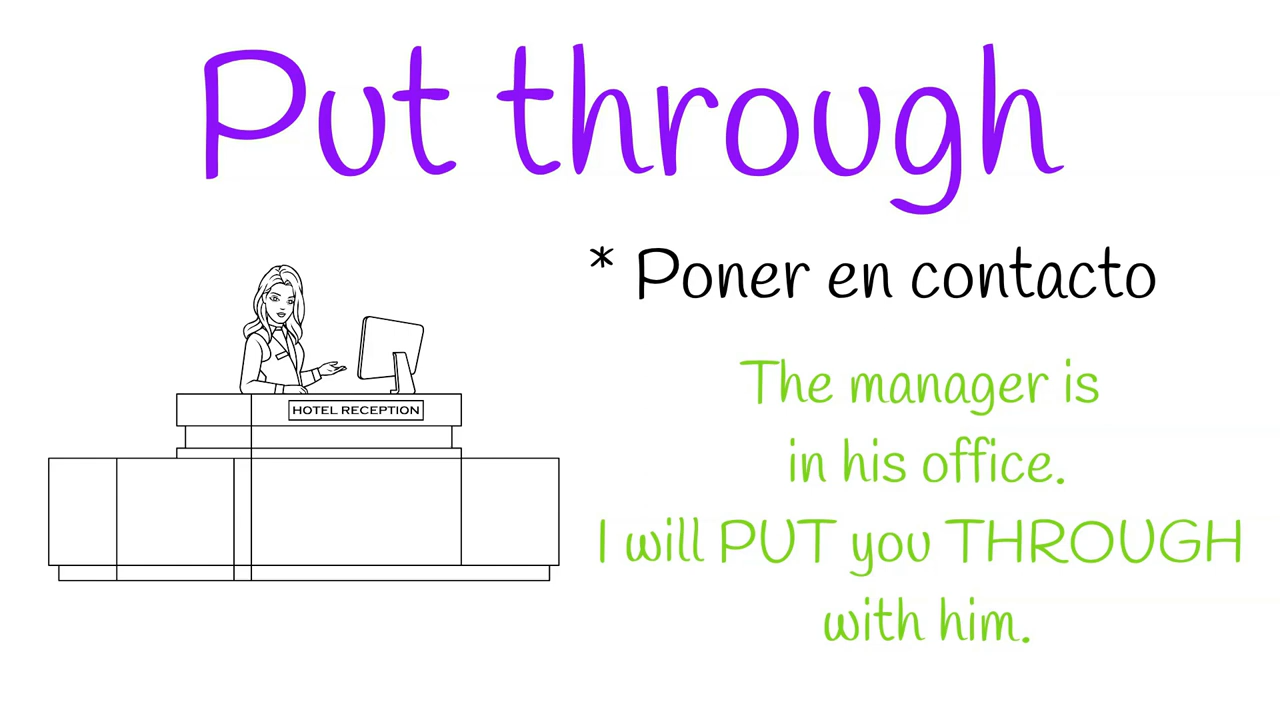 Put through
* Poner en contacto
HOTEL RECEPTION
The manager is
in his office.
I will PUT you THROUGH
with him.